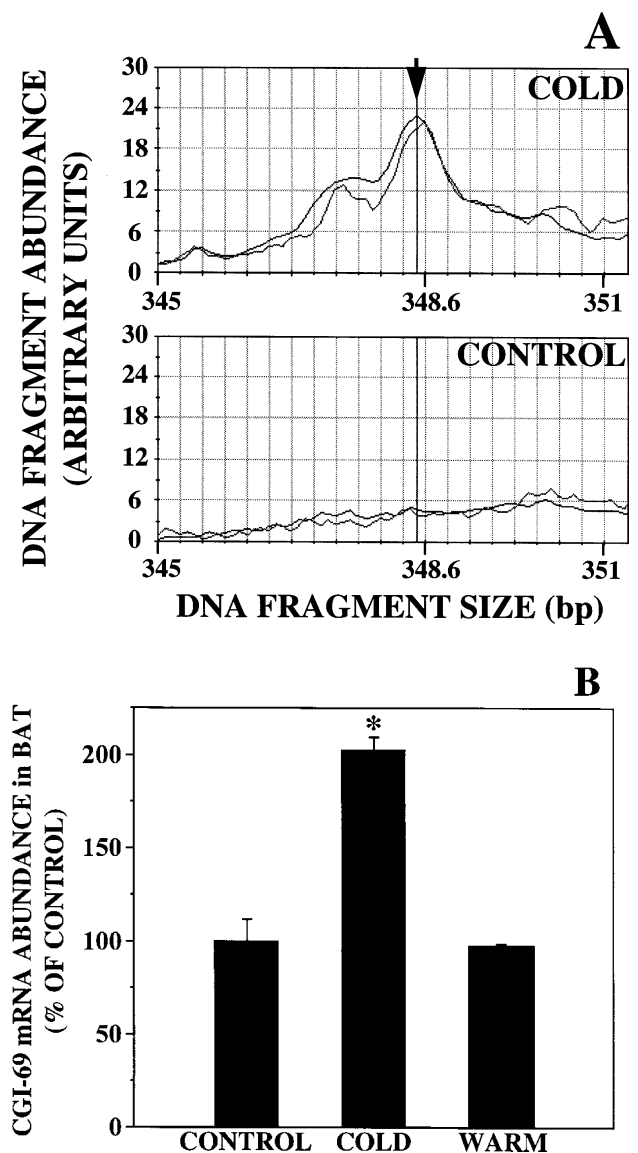 A
DNA FRAGMENT ABUNDANCE
(ARBITRARY UNITS)
30
24
18
12
6
0
COLD
345
348.6
351
30
24
18
12
6
0
CONTROL
345
348.6
351
DNA FRAGMENT SIZE (bp)
B
CGI-69 mRNA ABUNDANCE in BAT
(% OF CONTROL)
200
150
100
50
0
*
CONTROL
COLD
WARM